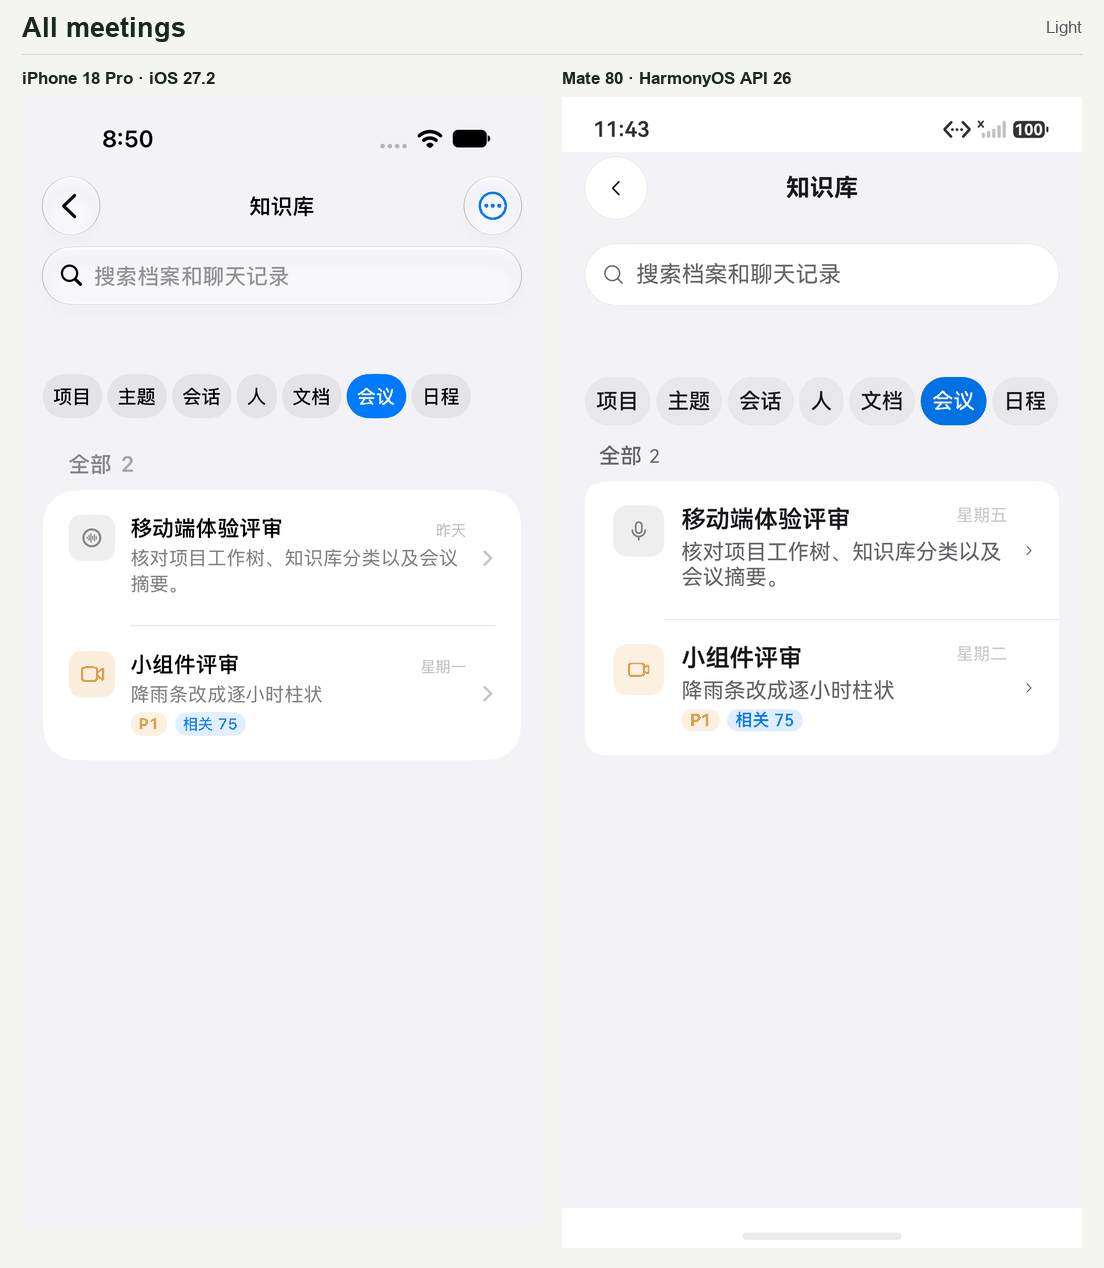 All meetings
Light
iPhone 18 Pro · iOS 27.2
8:50
知识库
搜索档案和聊天记录
项目 主题 会话 人 文档 会议 日程
全部 2
移动端体验评审 昨天
核对项目工作树、知识库分类以及会议
摘要。
小组件评审 星期一
降雨条改成逐小时柱状
P1 相关 75
Mate 80 · HarmonyOS API 26
11:43 100
知识库
搜索档案和聊天记录
项目 主题 会话 人 文档 会议 日程
全部 2
移动端体验评审 星期五
核对项目工作树、知识库分类以及
会议摘要。
小组件评审 星期二
降雨条改成逐小时柱状
P1 相关 75